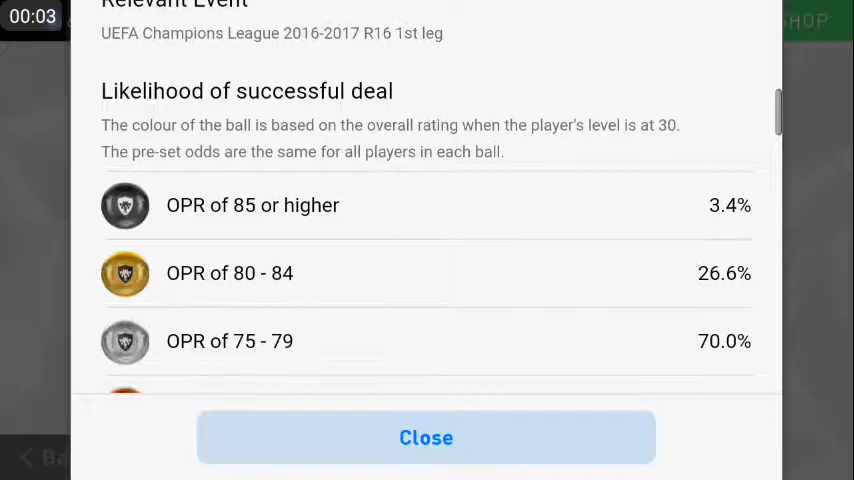 00:03
Relevant Event
SHOP
UEFA Champions League 2016-2017 R16 1st leg
Likelihood of successful deal
The colour of the ball is based on the overall rating when the player's level is at 30.
The pre-set odds are the same for all players in each ball.
OPR of 85 or higher 3.4%
OPR of 80 - 84 26.6%
OPR of 75 - 79 70.0%
Close
Ba